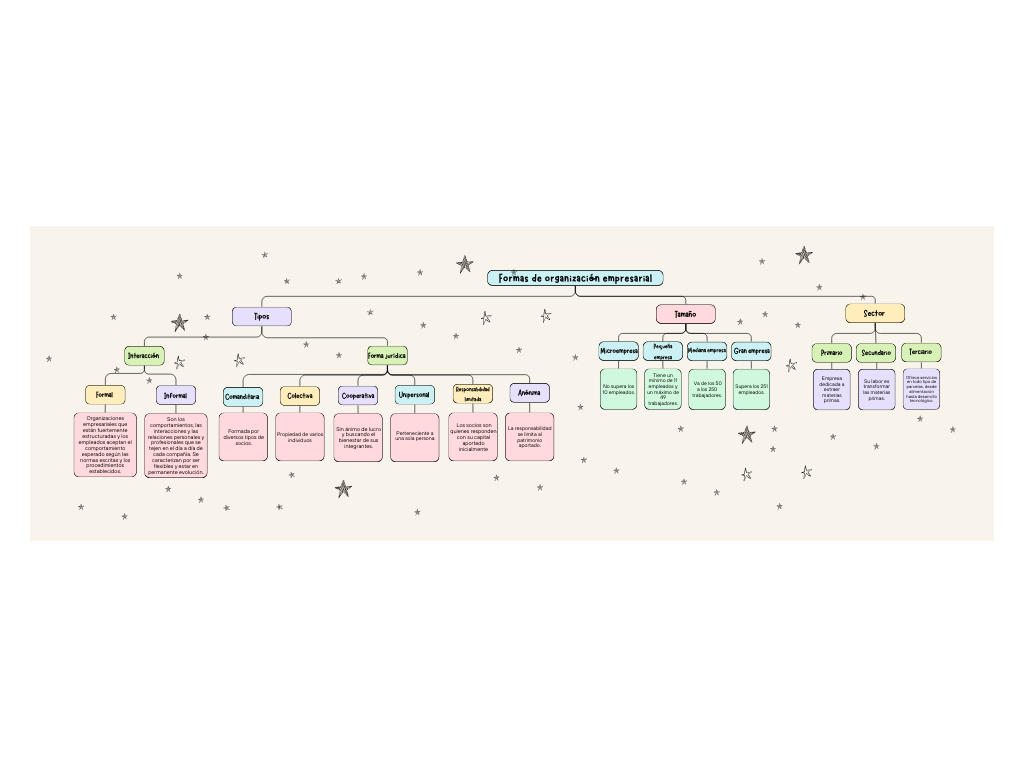 Formas de organización empresarial
Tipos
Tamaño
Sector
Interacción
Forma jurídica
Microempresa
Pequeña
empresa
Mediana empresa
Gran empresa
Primario
Secundario
Terciario
Formal
Informal
Comanditaria
Colectiva
Cooperativa
Unipersonal
Responsabilidad
limitada
Anónima
No supera los
10 empleados.
Tiene un
mínimo de 11
empleados y
un máximo de
49
trabajadores.
Va de los 50
a los 250
trabajadores.
Supera los 251
empleados.
Empresa
dedicada a
extraer
materias
primas.
Su labor es
transformar
las materias
primas.
Ofrece servicios
en todo tipo de
parcelas, desde
alimentación
hasta desarrollo
tecnológico.
Organizaciones
empresariales que
están fuertemente
estructuradas y los
empleados aceptan el
comportamiento
esperado según las
normas escritas y los
procedimientos
establecidos.
Son los
comportamientos, las
interacciones y las
relaciones personales y
profesionales que se
tejen en el día a día de
cada compañía. Se
caracterizan por ser
flexibles y estar en
permanente evolución.
Formada por
diversos tipos de
socios.
Propiedad de varios
individuos
Sin ánimo de lucro
y buscando el
bienestar de sus
integrantes.
Perteneciente a
una sola persona
Los socios son
quienes responden
con su capital
aportado
inicialmente
La responsabilidad
se limita al
patrimonio
aportado.